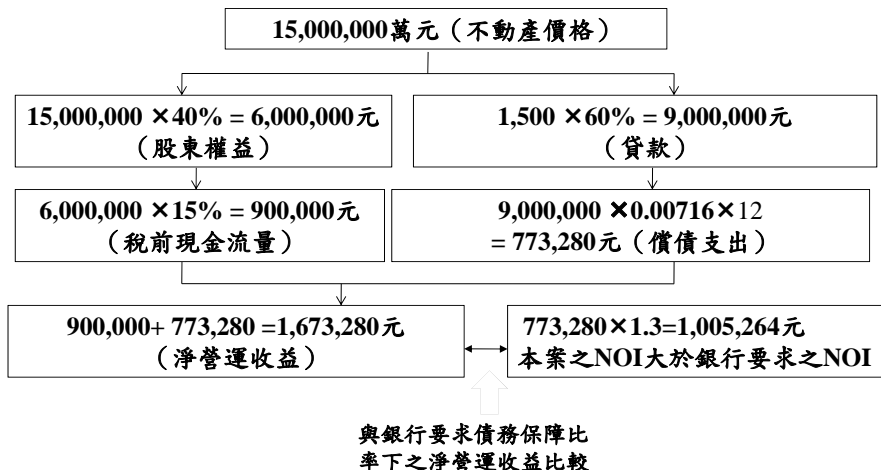 15,000,000萬元（不動產價格）
15,000,000 ×40% = 6,000,000元
（股東權益）
1,500 ×60% = 9,000,000元
（貸款）
6,000,000 ×15% = 900,000元
（稅前現金流量）
9,000,000 ×0.00716×12
= 773,280元（償債支出）
900,000+ 773,280 =1,673,280元
（淨營運收益）
773,280×1.3=1,005,264元
本案之NOI大於銀行要求之NOI
與銀行要求債務保障比
率下之淨營運收益比較